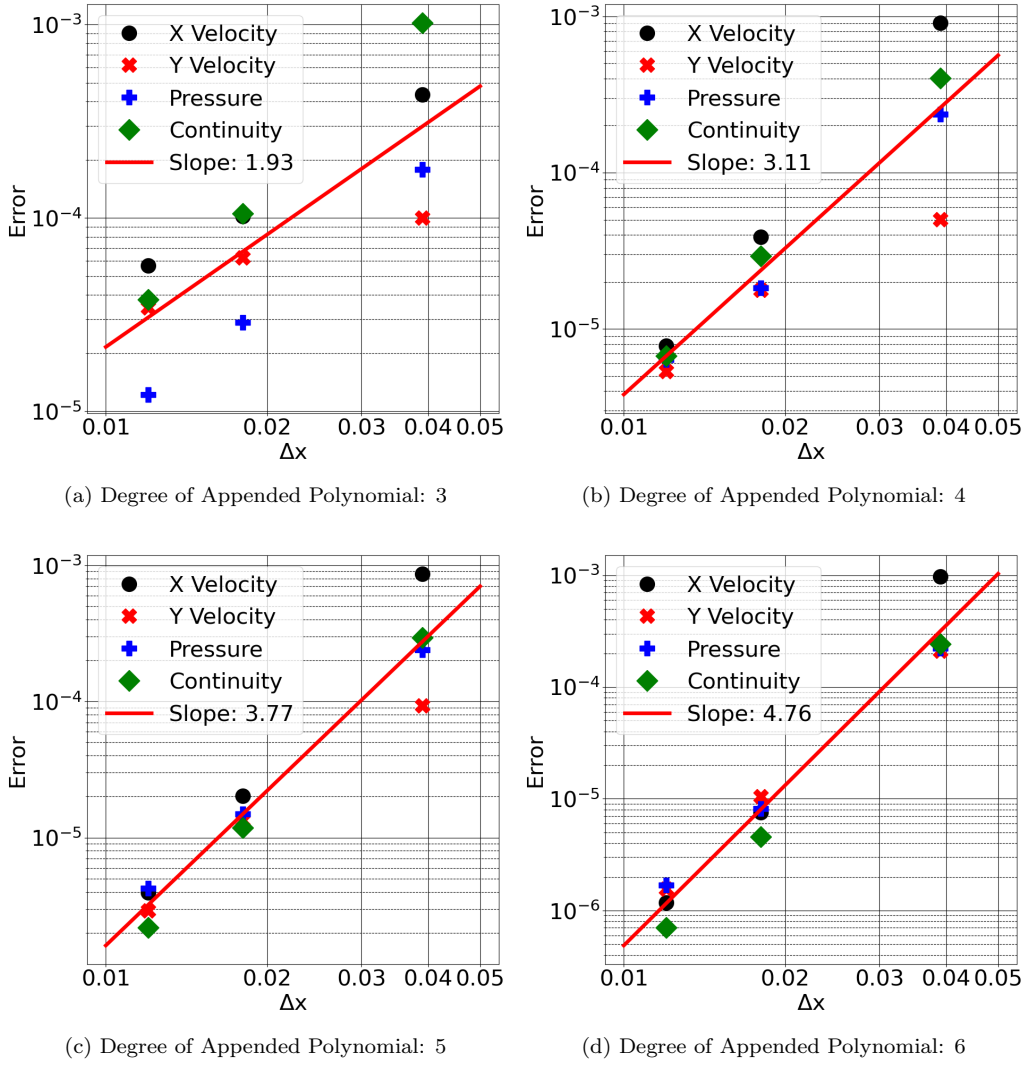 10⁻³
10⁻⁴
10⁻⁵
Error
X Velocity
Y Velocity
Pressure
Continuity
Slope: 1.93
0.01 0.02 0.03 0.04 0.05
Δx
(a) Degree of Appended Polynomial: 3
10⁻³
10⁻⁴
10⁻⁵
Error
X Velocity
Y Velocity
Pressure
Continuity
Slope: 3.11
0.01 0.02 0.03 0.04 0.05
Δx
(b) Degree of Appended Polynomial: 4
10⁻³
10⁻⁴
10⁻⁵
Error
X Velocity
Y Velocity
Pressure
Continuity
Slope: 3.77
0.01 0.02 0.03 0.04 0.05
Δx
(c) Degree of Appended Polynomial: 5
10⁻³
10⁻⁴
10⁻⁵
10⁻⁶
Error
X Velocity
Y Velocity
Pressure
Continuity
Slope: 4.76
0.01 0.02 0.03 0.04 0.05
Δx
(d) Degree of Appended Polynomial: 6